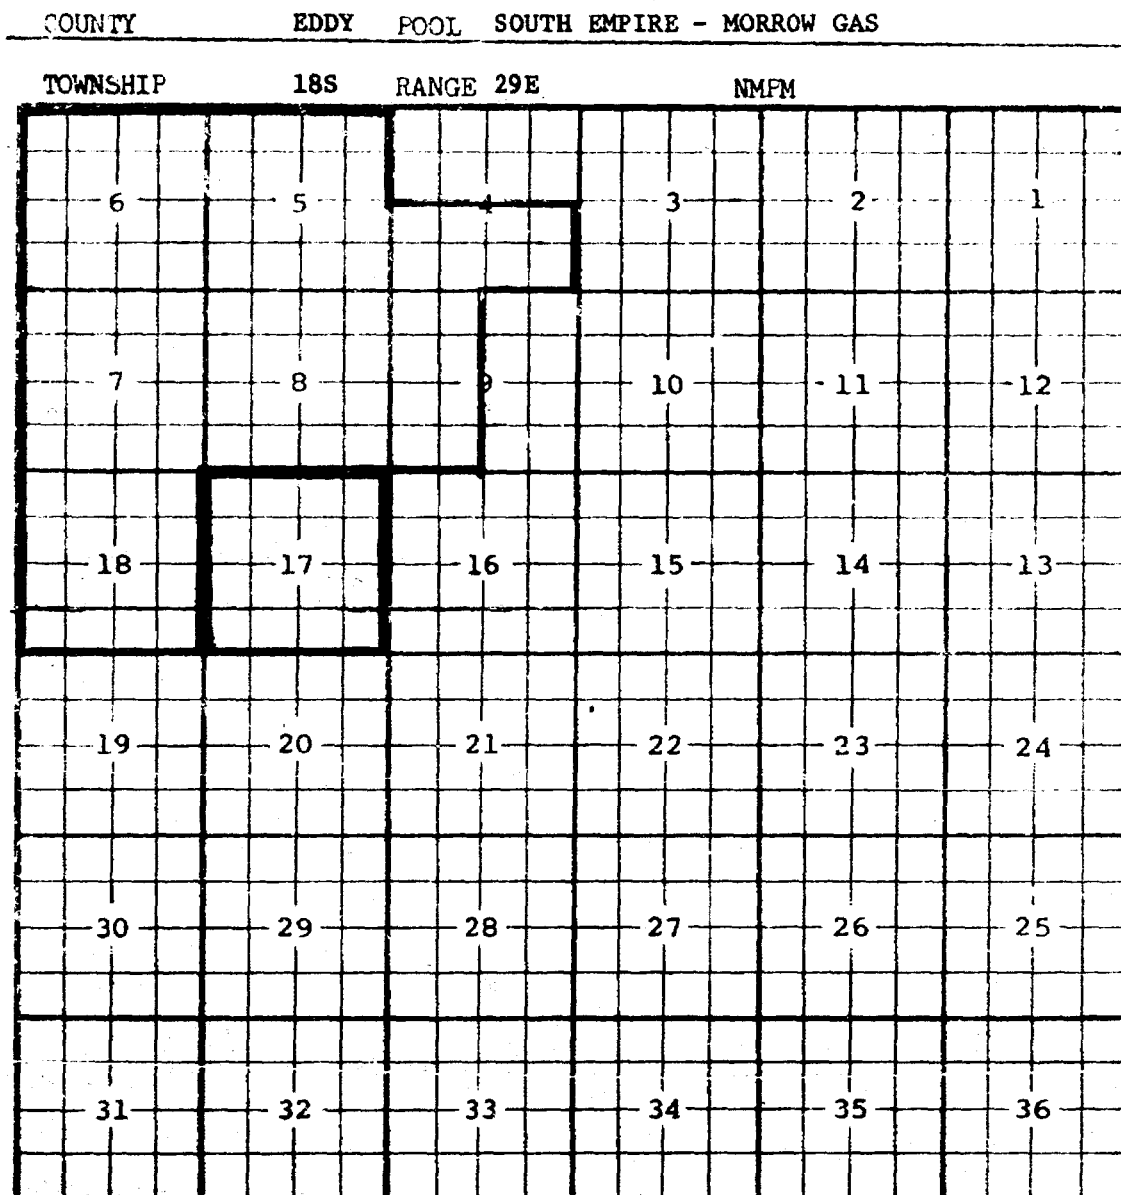 COUNTY EDDY POOL SOUTH EMPIRE - MORROW GAS
TOWNSHIP 18S RANGE 29E NMPM
6 5 4 3 2 1
7 8 9 10 11 12
18 17 16 15 14 13
19 20 21 22 23 24
30 29 28 27 26 25
31 32 33 34 35 36